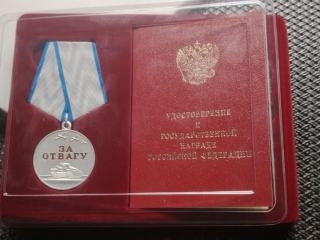 ЗА
ОТВАГУ
УДОСТОВЕРЕНИЕ
К
ГОСУДАРСТВЕННОЙ
НАГРАДЕ
РОССИЙСКОЙ ФЕДЕРАЦИИ